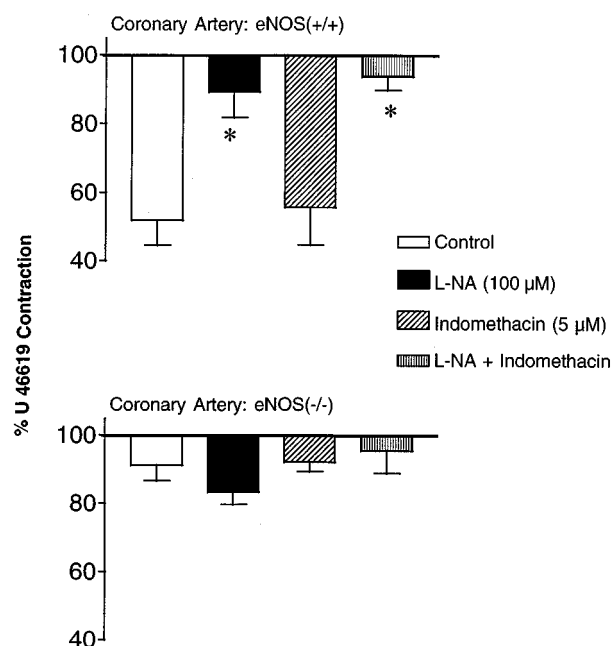 Coronary Artery: eNOS(+/+)
100
80
60
40
*
*
% U 46619 Contraction
Control
L-NA (100 µM)
Indomethacin (5 µM)
L-NA + Indomethacin
Coronary Artery: eNOS(-/-)
100
80
60
40